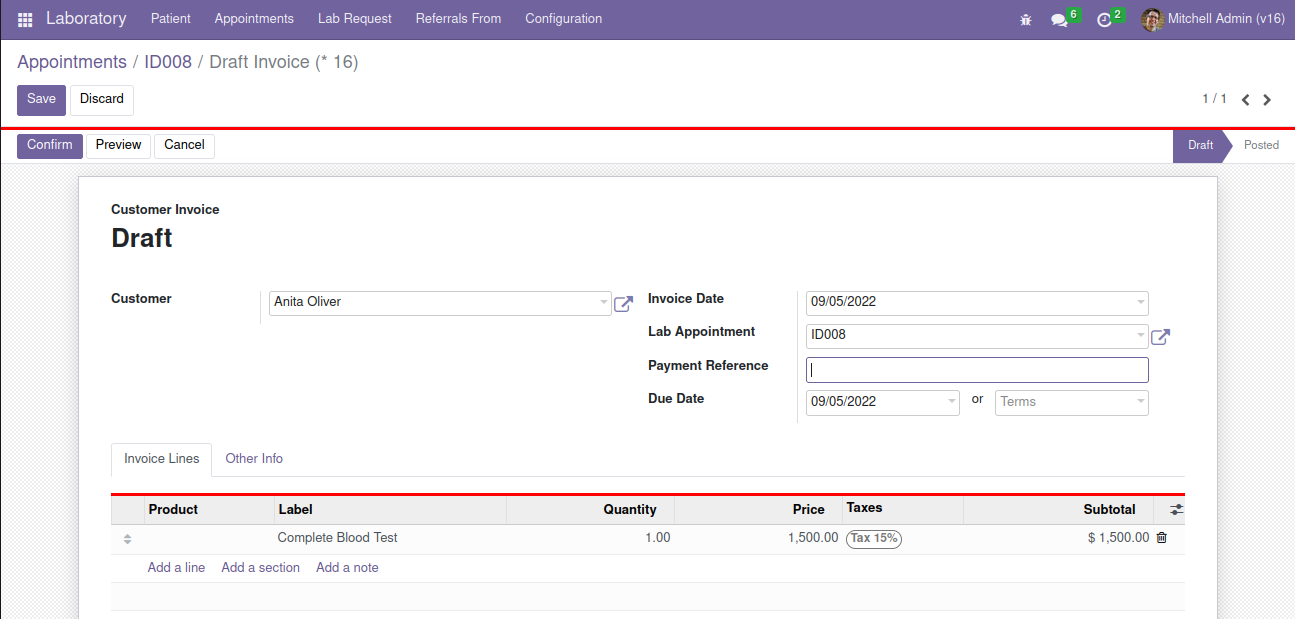 Laboratory Patient Appointments Lab Request Referrals From Configuration 6 2 Mitchell Admin (v16)
Appointments / ID008 / Draft Invoice (* 16)
Save Discard 1 / 1
Confirm Preview Cancel Draft Posted
Customer Invoice
Draft
Customer Anita Oliver Invoice Date 09/05/2022
Lab Appointment ID008
Payment Reference
Due Date 09/05/2022 or Terms
Invoice Lines Other Info
Product Label Quantity Price Taxes Subtotal
Complete Blood Test 1.00 1,500.00 Tax 15% $ 1,500.00
Add a line Add a section Add a note